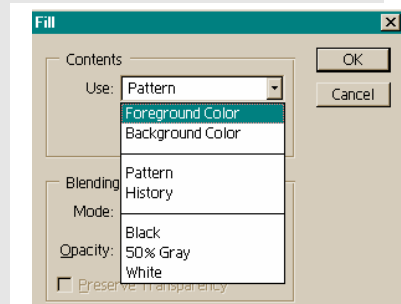 Fill
Contents
OK
Use: Pattern
Cancel
Foreground Color
Background Color
Pattern
Blending
History
Mode:
Black
Opacity: 50% Gray
White
Preserve Transparency